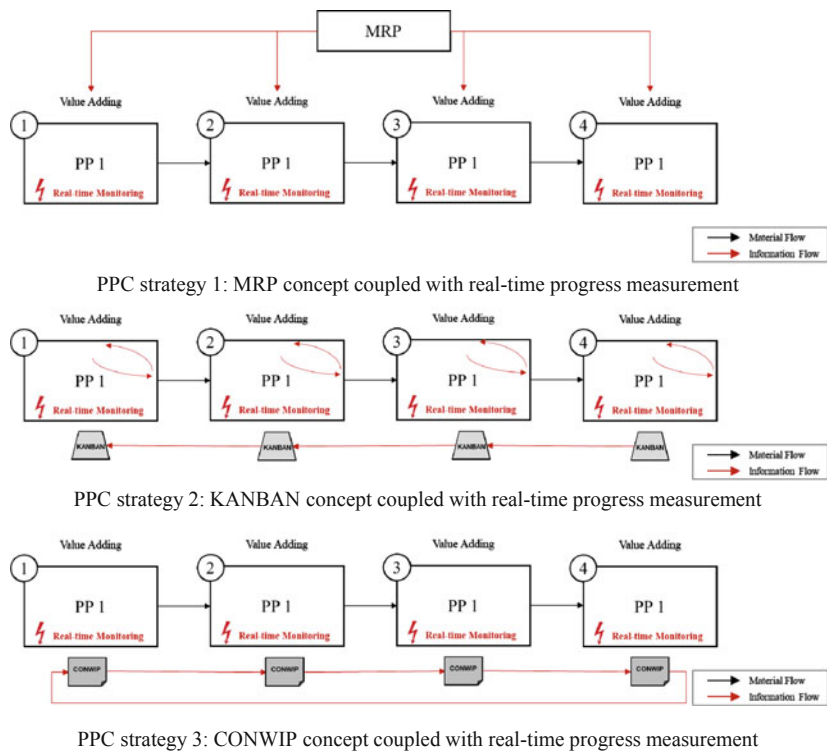 MRP
Value Adding Value Adding Value Adding Value Adding
1 2 3 4
PP 1 PP 1 PP 1 PP 1
Real-time Monitoring Real-time Monitoring Real-time Monitoring Real-time Monitoring
Material Flow
Information Flow
PPC strategy 1: MRP concept coupled with real-time progress measurement
Value Adding Value Adding Value Adding Value Adding
1 2 3 4
PP 1 PP 1 PP 1 PP 1
Real-time Monitoring Real-time Monitoring Real-time Monitoring Real-time Monitoring
KANBAN KANBAN KANBAN KANBAN
Material Flow
Information Flow
PPC strategy 2: KANBAN concept coupled with real-time progress measurement
Value Adding Value Adding Value Adding Value Adding
1 2 3 4
PP 1 PP 1 PP 1 PP 1
Real-time Monitoring Real-time Monitoring Real-time Monitoring Real-time Monitoring
CONWIP CONWIP CONWIP CONWIP
Material Flow
Information Flow
PPC strategy 3: CONWIP concept coupled with real-time progress measurement